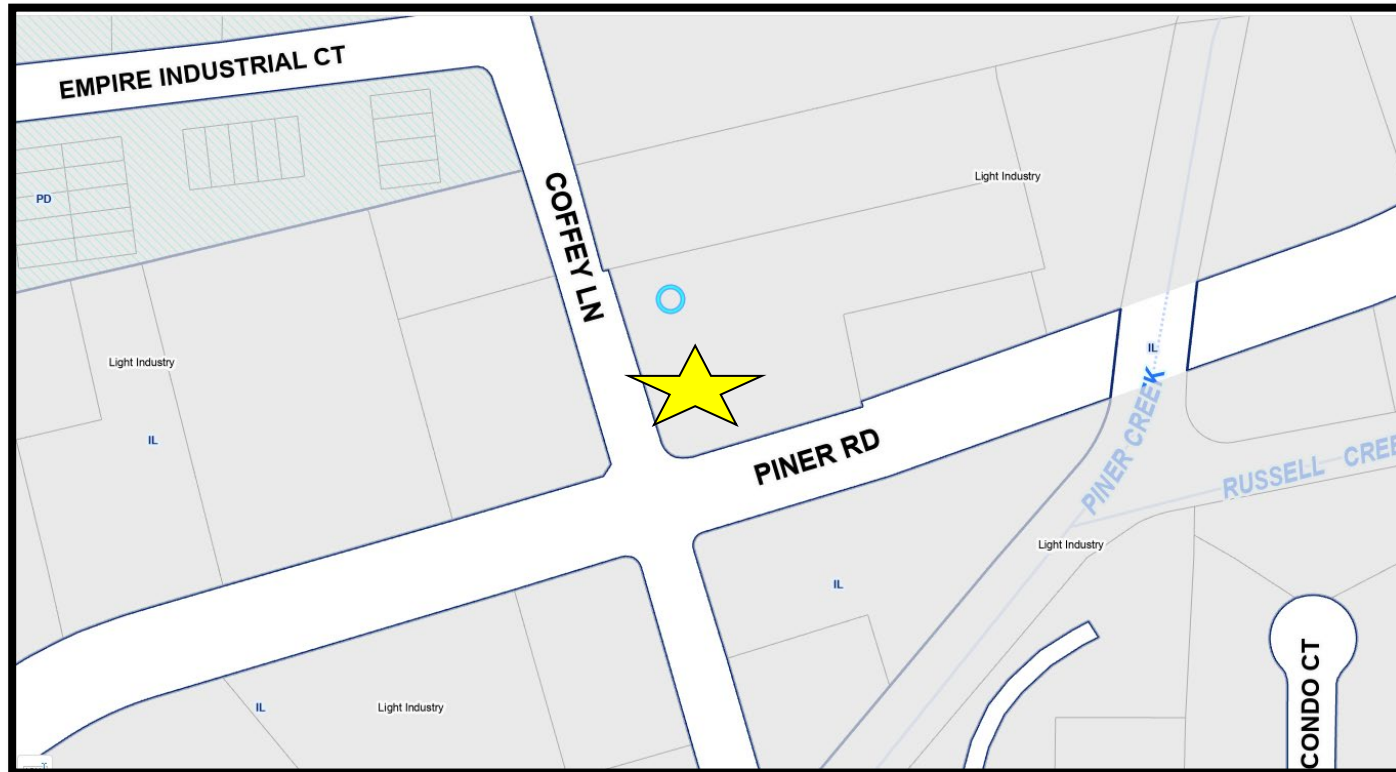 EMPIRE INDUSTRIAL CT
COFFEY LN
Light Industry
PD
Light Industry
IL
IL
PINER CREEK
RUSSELL CREE
PINER RD
Light Industry
IL
IL
Light Industry
CONDO CT